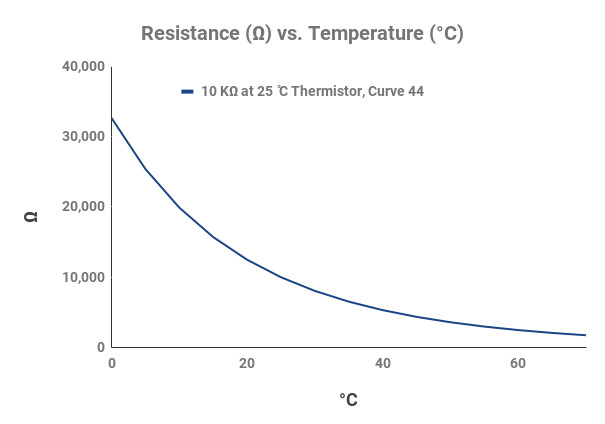 Resistance (Ω) vs. Temperature (°C)
40,000
10 KΩ at 25 ℃ Thermistor, Curve 44
30,000
20,000
Ω
10,000
0
0 20 40 60
°C